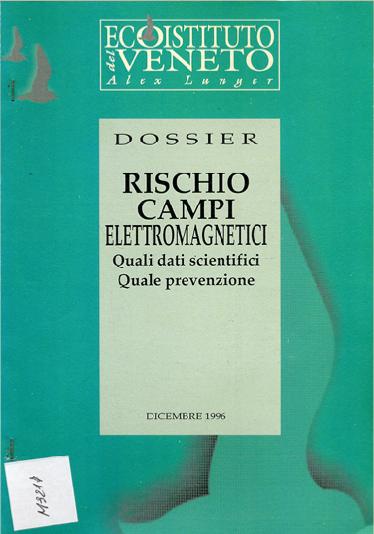 ECOISTITUTO
del VENETO
Alex Langer
DOSSIER
RISCHIO
CAMPI
ELETTROMAGNETICI
Quali dati scientifici
Quale prevenzione
DICEMBRE 1996